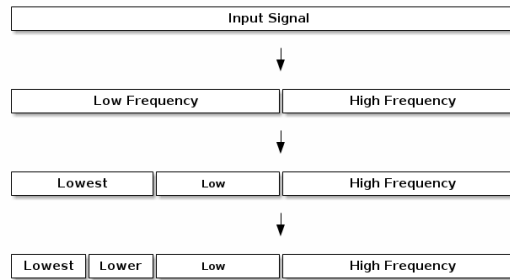 Input Signal
Low Frequency High Frequency
Lowest Low High Frequency
Lowest Lower Low High Frequency